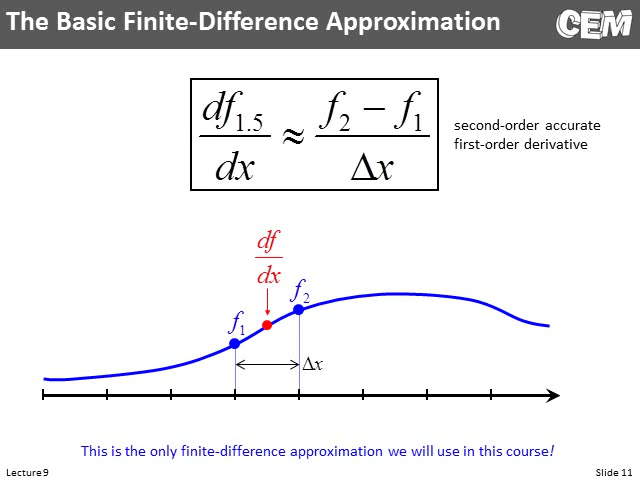 The Basic Finite-Difference Approximation
CEM
df₁.₅/dx ≈ (f₂ − f₁)/Δx
second-order accurate
first-order derivative
df/dx
f₂
f₁
Δx
This is the only finite-difference approximation we will use in this course!
Lecture 9
Slide 11